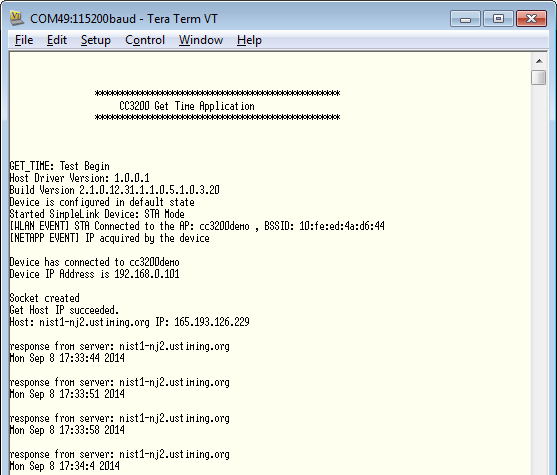 COM49:115200baud - Tera Term VT
File Edit Setup Control Window Help
**************************************************
CC3200 Get Time Application
**************************************************
GET_TIME: Test Begin
Host Driver Version: 1.0.0.1
Build Version 2.1.0.12.31.1.1.0.5.1.0.3.20
Device is configured in default state
Started SimpleLink Device: STA Mode
[WLAN EVENT] STA Connected to the AP: cc3200demo , BSSID: 10:fe:ed:4a:d6:44
[NETAPP EVENT] IP acquired by the device
Device has connected to cc3200demo
Device IP Address is 192.168.0.101
Socket created
Get Host IP succeeded.
Host: nist1-nj2.ustiming.org IP: 165.193.126.229
response from server: nist1-nj2.ustiming.org
Mon Sep 8 17:33:44 2014
response from server: nist1-nj2.ustiming.org
Mon Sep 8 17:33:51 2014
response from server: nist1-nj2.ustiming.org
Mon Sep 8 17:33:58 2014
response from server: nist1-nj2.ustiming.org
Mon Sep 8 17:34:4 2014